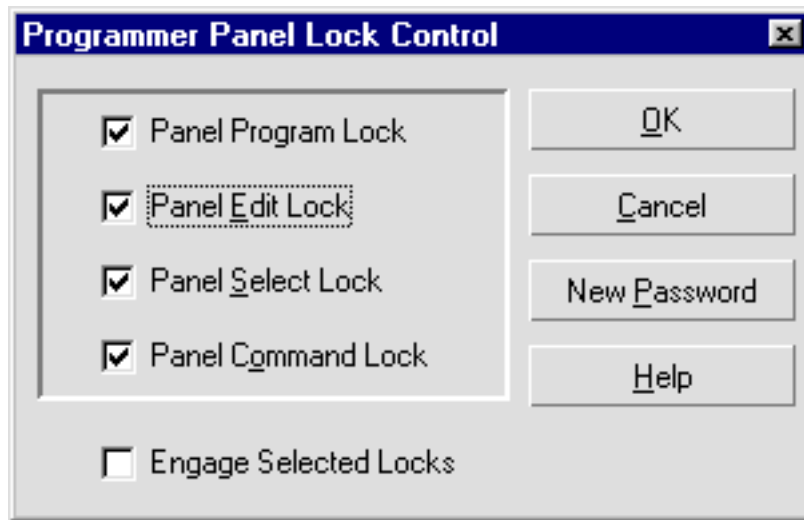 Programmer Panel Lock Control
Panel Program Lock
Panel Edit Lock
Panel Select Lock
Panel Command Lock
Engage Selected Locks
OK
Cancel
New Password
Help